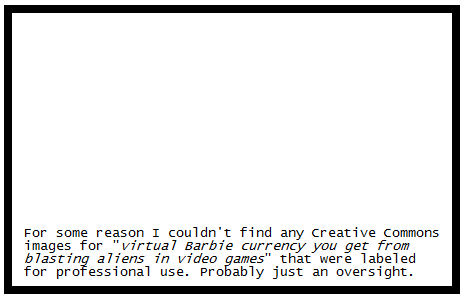 For some reason I couldn't find any Creative Commons
images for "virtual Barbie currency you get from
blasting aliens in video games" that were labeled
for professional use. Probably just an oversight.